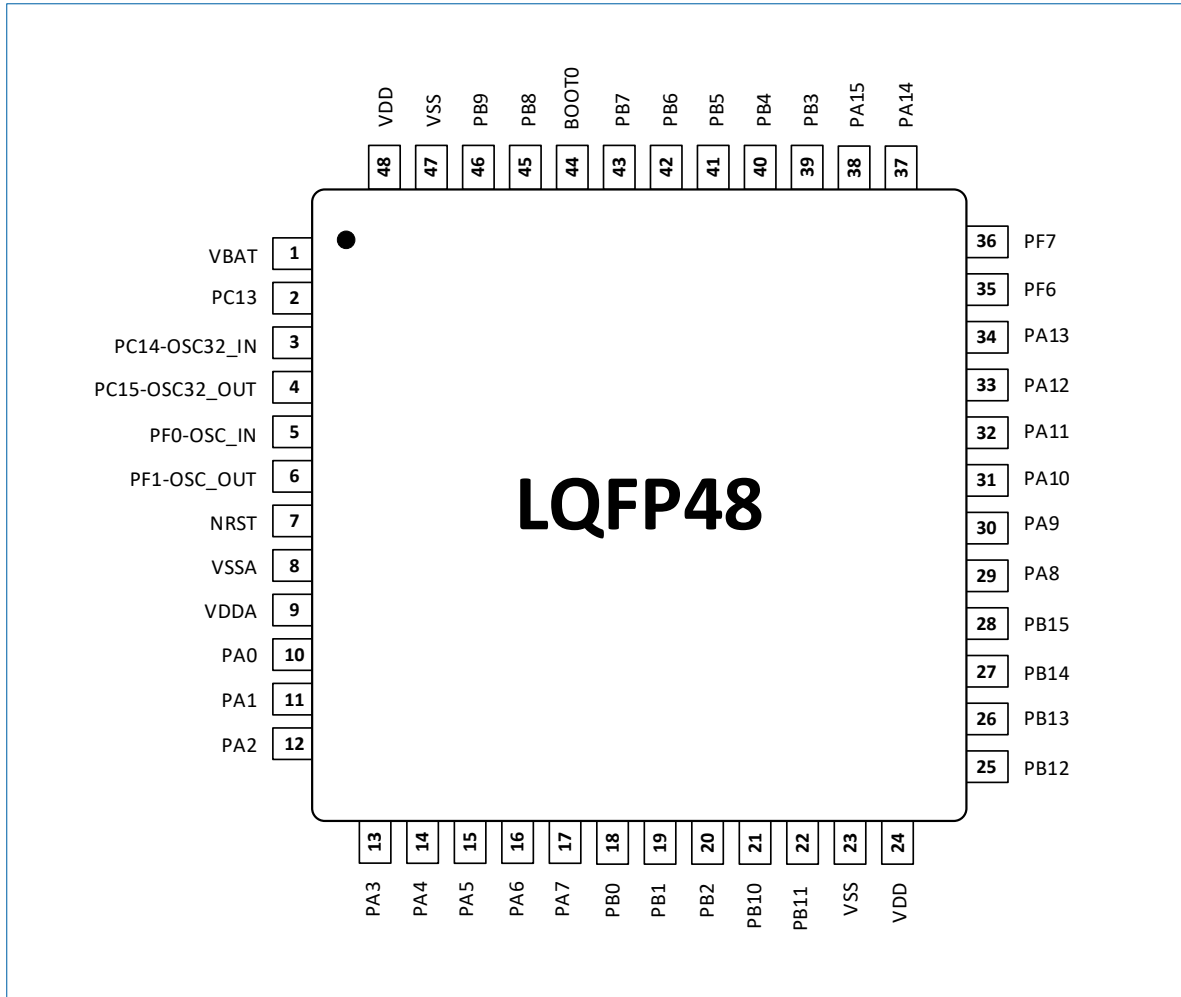 VDD VSS PB9 PB8 BOOT0 PB7 PB6 PB5 PB4 PB3 PA15 PA14
48 47 46 45 44 43 42 41 40 39 38 37
VBAT 1
PC13 2
PC14-OSC32_IN 3
PC15-OSC32_OUT 4
PF0-OSC_IN 5
PF1-OSC_OUT 6
NRST 7
VSSA 8
VDDA 9
PA0 10
PA1 11
PA2 12
LQFP48
36 PF7
35 PF6
34 PA13
33 PA12
32 PA11
31 PA10
30 PA9
29 PA8
28 PB15
27 PB14
26 PB13
25 PB12
13 14 15 16 17 18 19 20 21 22 23 24
PA3 PA4 PA5 PA6 PA7 PB0 PB1 PB2 PB10 PB11 VSS VDD